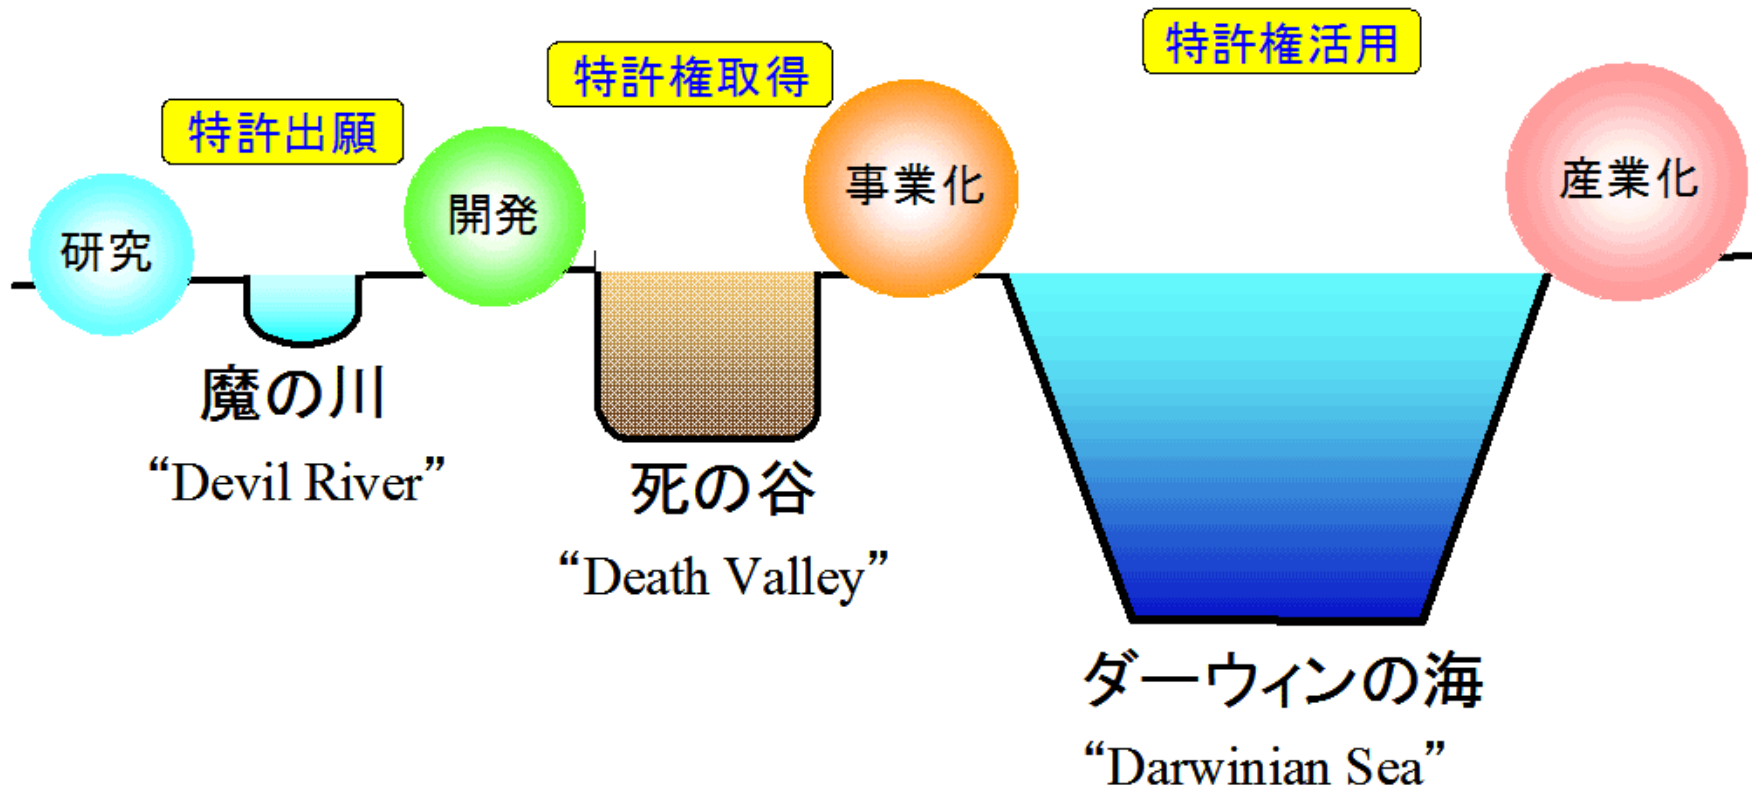 特許出願
特許権取得
特許権活用
研究
開発
事業化
産業化
魔の川
“Devil River”
死の谷
“Death Valley”
ダーウィンの海
“Darwinian Sea”